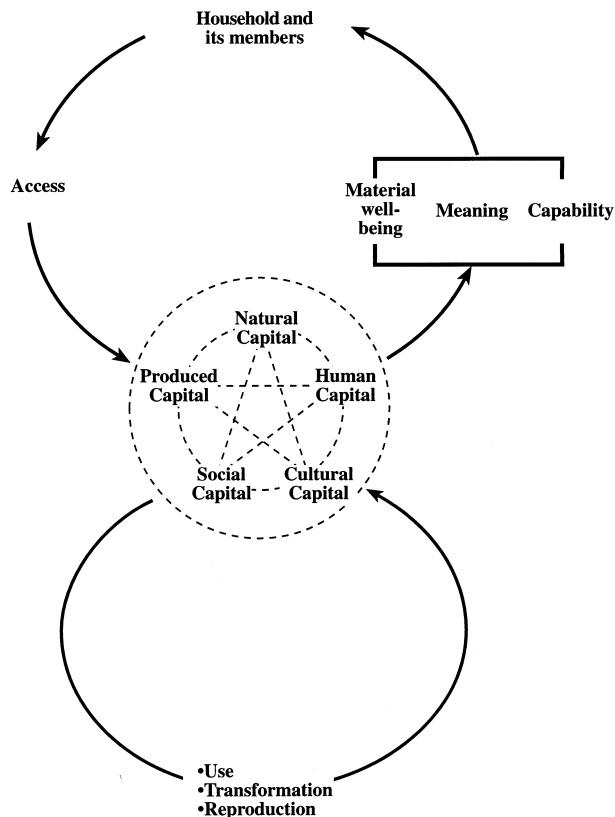 Household and
its members
Access
Material
well-
being
Meaning
Capability
Natural
Capital
Produced
Capital
Human
Capital
Social
Capital
Cultural
Capital
•Use
•Transformation
•Reproduction